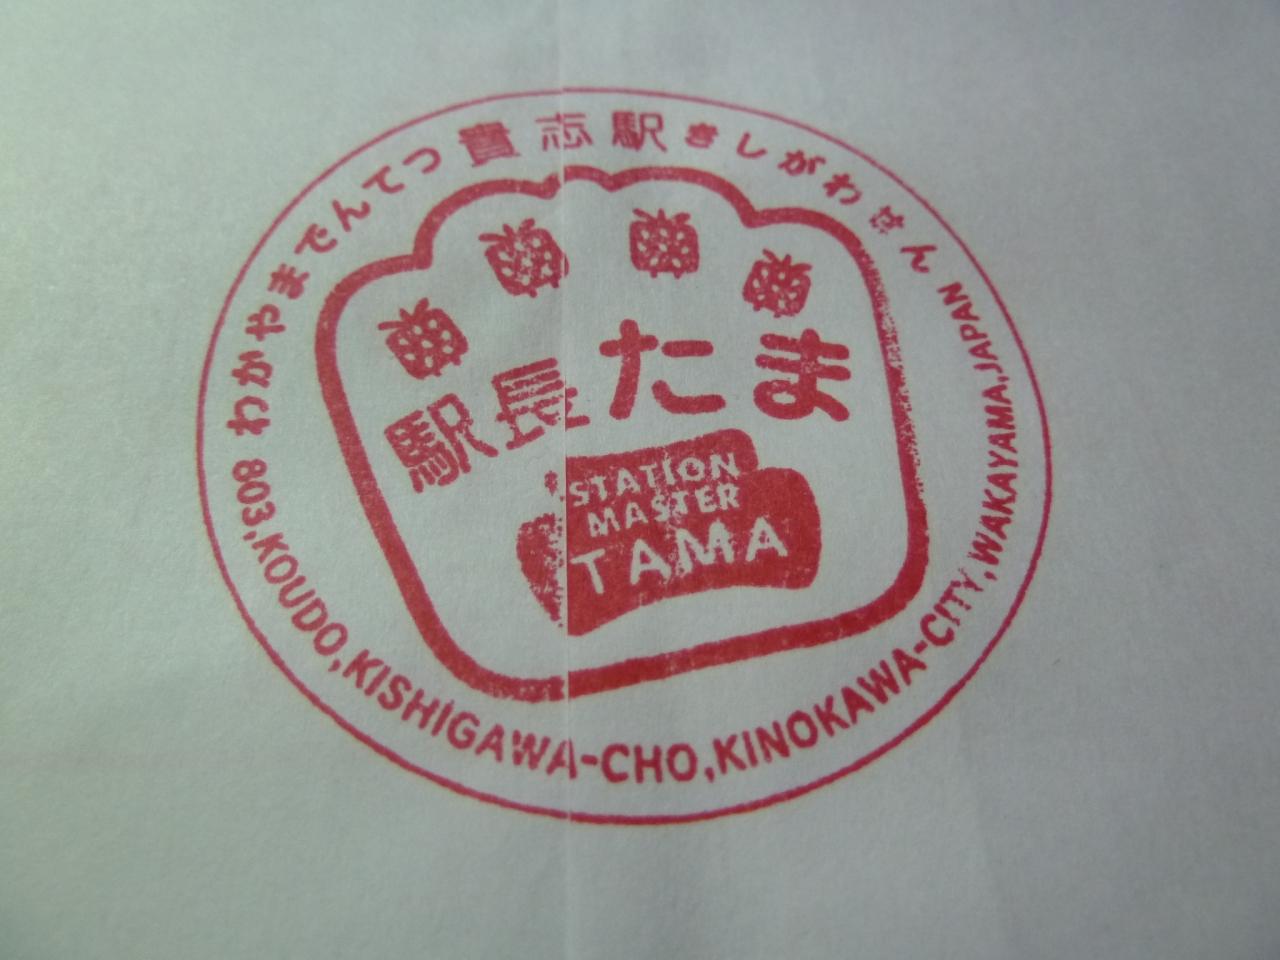 わかやまでんてつ 貴志駅 きしがわせん
駅長たま
STATION
MASTER
TAMA
803,KOUDO,KISHIGAWA-CHO,KINOKAWA-CITY,WAKAYAMA,JAPAN